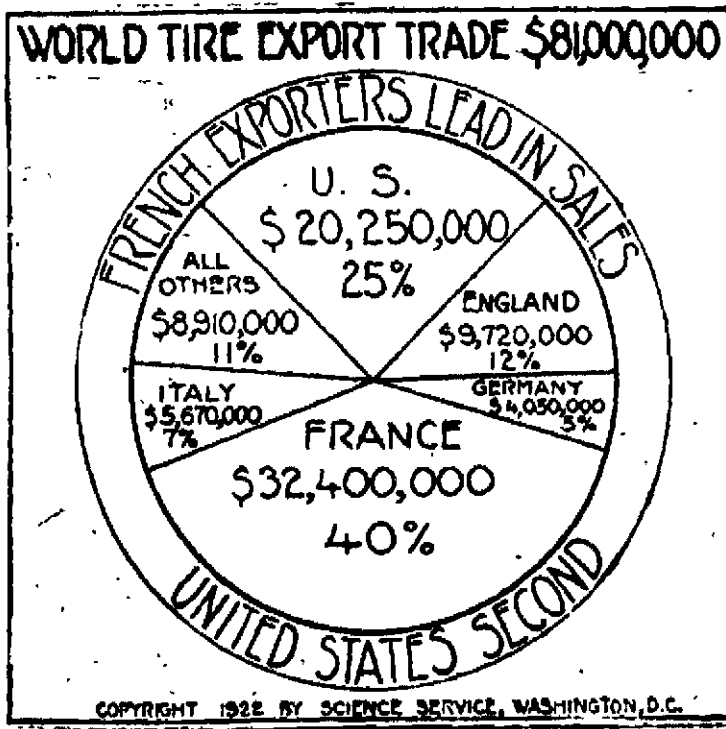 WORLD TIRE EXPORT TRADE $81,000,000
FRENCH EXPORTERS LEAD IN SALES
U. S.
$20,250,000
25%
ALL
OTHERS
$8,910,000
11%
ENGLAND
$9,720,000
12%
ITALY
$5,670,000
7%
GERMANY
$4,050,000
5%
FRANCE
$32,400,000
40%
UNITED STATES SECOND
COPYRIGHT 1922 BY SCIENCE SERVICE, WASHINGTON, D.C.